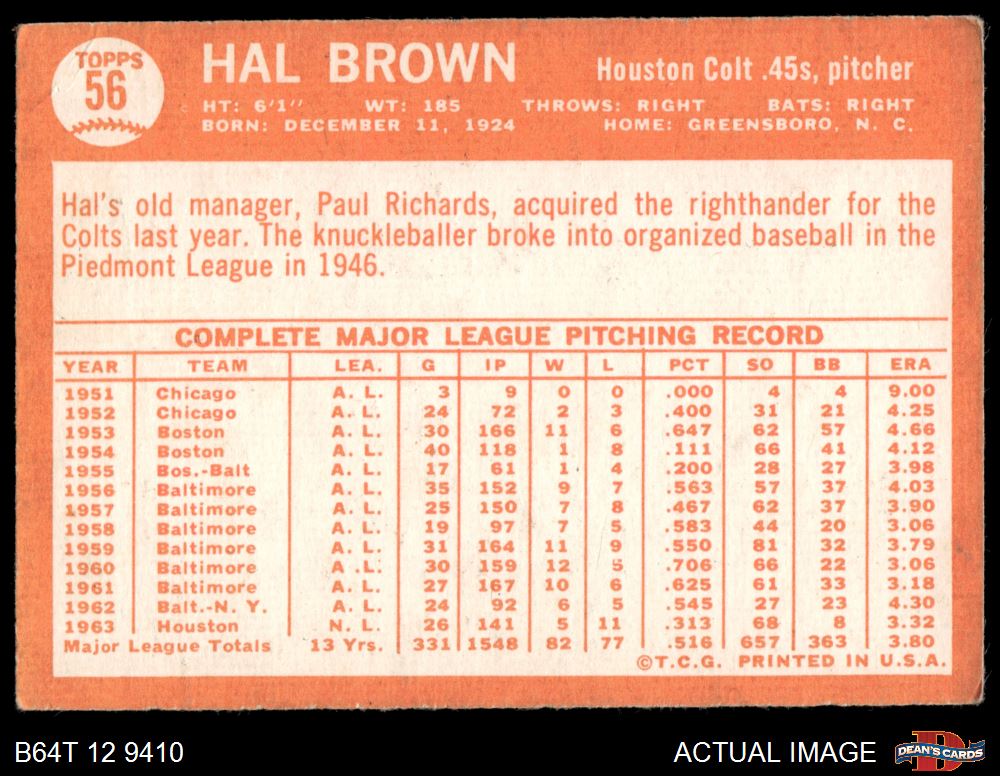 TOPPS
56
HAL BROWN
Houston Colt .45s, pitcher
HT: 6'1" WT: 185 THROWS: RIGHT BATS: RIGHT
BORN: DECEMBER 11, 1924 HOME: GREENSBORO, N. C.
Hal's old manager, Paul Richards, acquired the righthander for the
Colts last year. The knuckleballer broke into organized baseball in the
Piedmont League in 1946.
COMPLETE MAJOR LEAGUE PITCHING RECORD
YEAR TEAM LEA. G IP W L PCT SO BB ERA
1951 Chicago A. L. 3 9 0 0 .000 4 4 9.00
1952 Chicago A. L. 24 72 2 3 .400 31 21 4.25
1953 Boston A. L. 30 166 11 6 .647 62 57 4.66
1954 Boston A. L. 40 118 1 8 .111 66 41 4.12
1955 Bos.-Balt A. L. 17 61 1 4 .200 28 27 3.98
1956 Baltimore A. L. 35 152 9 7 .563 57 37 4.03
1957 Baltimore A. L. 25 150 7 8 .467 62 37 3.90
1958 Baltimore A. L. 19 97 7 5 .583 44 20 3.06
1959 Baltimore A. L. 31 164 11 9 .550 81 32 3.79
1960 Baltimore A .L. 30 159 12 5 .706 66 22 3.06
1961 Baltimore A. L. 27 167 10 6 .625 61 33 3.18
1962 Balt.-N. Y. A. L. 24 92 6 5 .545 27 23 4.30
1963 Houston N. L. 26 141 5 11 .313 68 8 3.32
Major League Totals 13 Yrs. 331 1548 82 77 .516 657 363 3.80
©T.C.G. PRINTED IN U.S.A.
B64T 12 9410 ACTUAL IMAGE DEAN'S CARDS